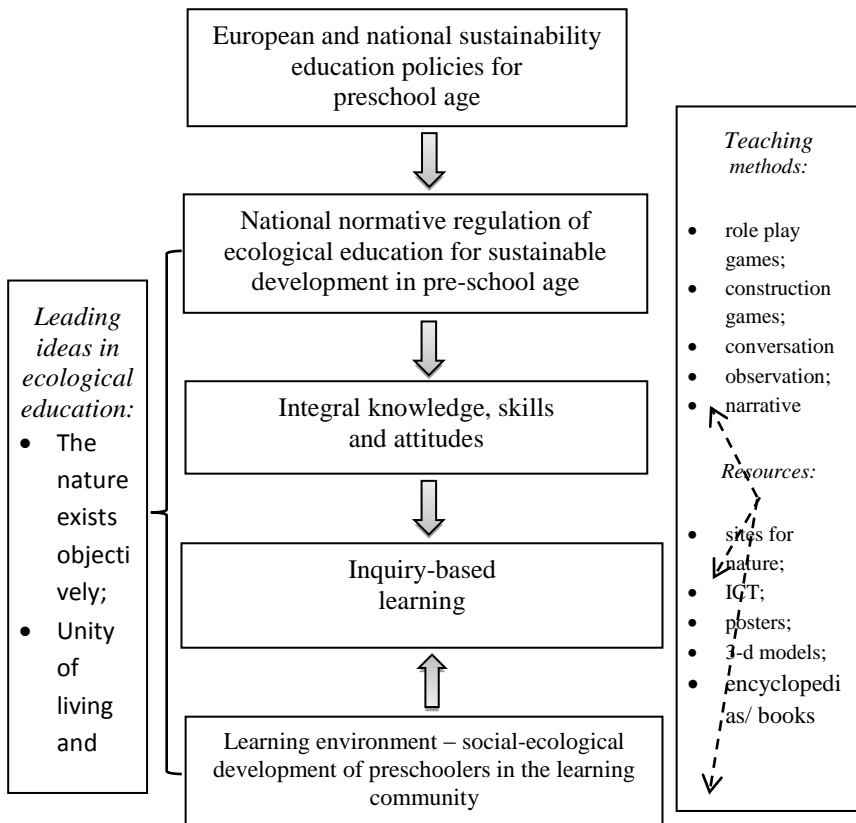 European and national sustainability
education policies for
preschool age
National normative regulation of
ecological education for sustainable
development in pre-school age
Integral knowledge, skills
and attitudes
Inquiry-based
learning
Learning environment – social-ecological
development of preschoolers in the learning
community
Leading
ideas in
ecological
education:
• The
nature
exists
objecti
vely;
• Unity
of
living
and
Teaching
methods:
• role play
games;
• construction
games;
• conversation
• observation;
• narrative
Resources:
• sites for
nature;
• ICT;
• posters;
• 3-d models;
• encyclopedi
as/ books